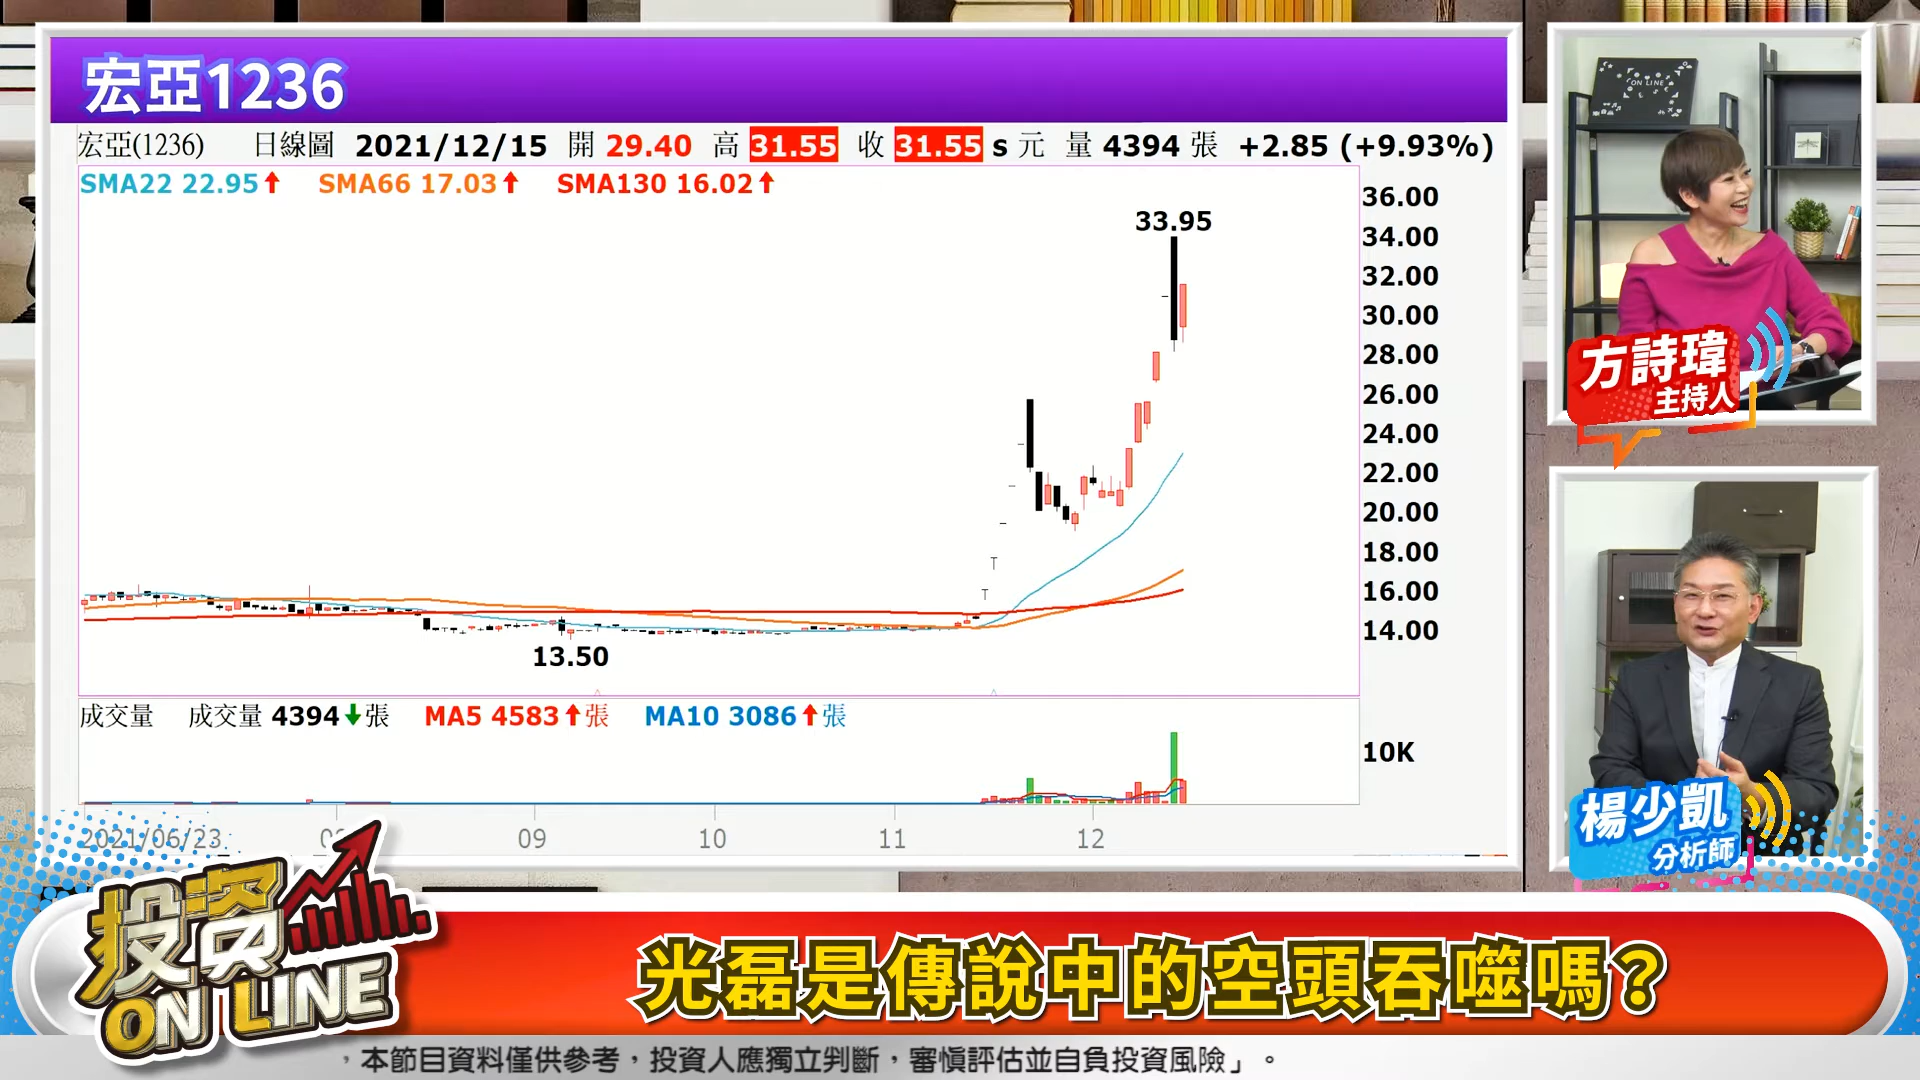 宏亞1236
宏亞(1236) 日線圖 2021/12/15 開 29.40 高 31.55 收 31.55 s 元 量 4394 張 +2.85 (+9.93%)
SMA22 22.95↑ SMA66 17.03↑ SMA130 16.02↑
36.00
33.95
34.00
32.00
30.00
28.00
26.00
24.00
22.00
20.00
18.00
16.00
14.00
13.50
成交量 成交量 4394↓張 MA5 4583↑張 MA10 3086↑張
10K
2021/06/23 09 10 11 12
ON LINE
方詩瑋
主持人
楊少凱
分析師
投資
ON LINE
光磊是傳說中的空頭吞噬嗎？
，本節目資料僅供參考，投資人應獨立判斷，審慎評估並自負投資風險」。